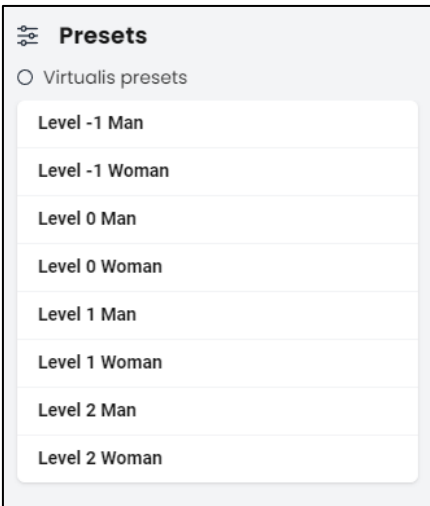 Presets
Virtualis presets
Level -1 Man
Level -1 Woman
Level 0 Man
Level 0 Woman
Level 1 Man
Level 1 Woman
Level 2 Man
Level 2 Woman